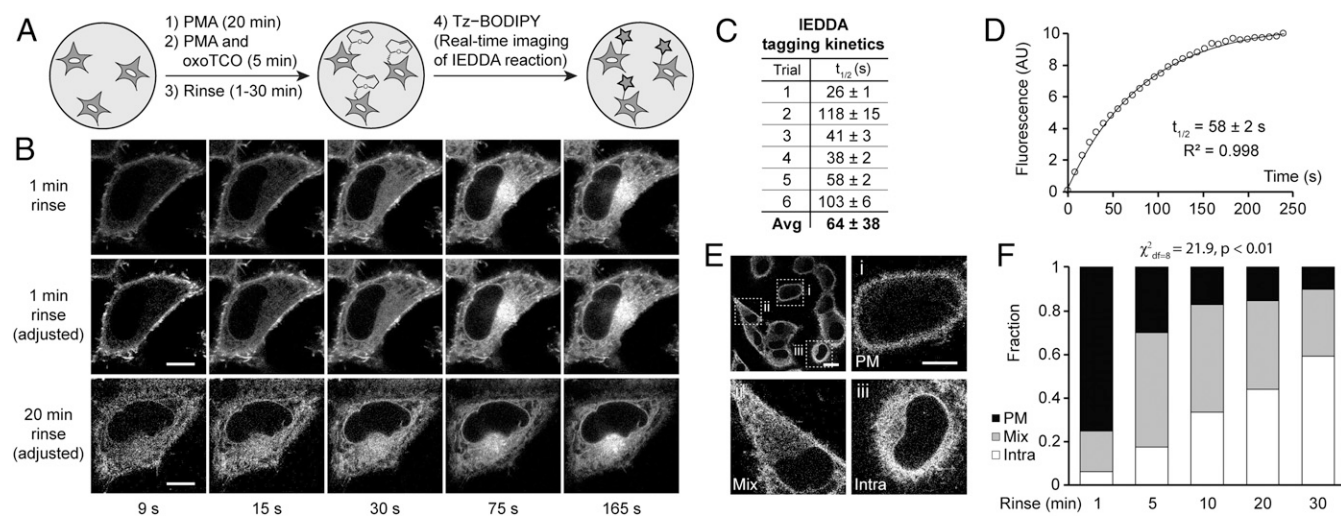 A
1) PMA (20 min)
2) PMA and
oxoTCO (5 min)
3) Rinse (1-30 min)
4) Tz−BODIPY
(Real-time imaging
of IEDDA reaction)
B
1 min
rinse
1 min
rinse
(adjusted)
20 min
rinse
(adjusted)
9 s
15 s
30 s
75 s
165 s
C
IEDDA
tagging kinetics
Trial t1/2 (s)
1 26 ± 1
2 118 ± 15
3 41 ± 3
4 38 ± 2
5 58 ± 2
6 103 ± 6
Avg 64 ± 38
D
Fluorescence (AU)
10
8
6
4
2
0
t1/2 = 58 ± 2 s
R² = 0.998
Time (s)
0 50 100 150 200 250
E
i
ii
iii
i
PM
ii
Mix
iii
Intra
F
χ²df=8 = 21.9, p < 0.01
Fraction
1
0.8
0.6
0.4
0.2
0
PM
Mix
Intra
Rinse (min) 1 5 10 20 30